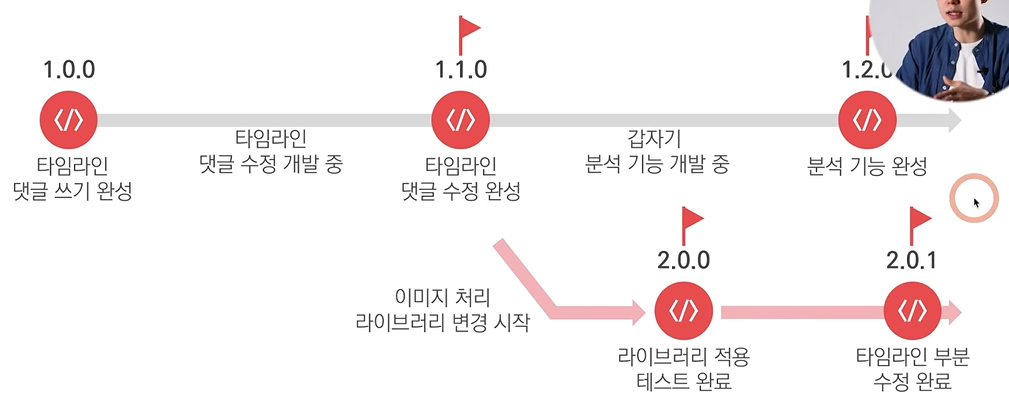 1.0.0
1.1.0
1.2.0
</>
</>
</>
타임라인
댓글 쓰기 완성
타임라인
댓글 수정 개발 중
타임라인
댓글 수정 완성
갑자기
분석 기능 개발 중
분석 기능 완성
이미지 처리
라이브러리 변경 시작
2.0.0
2.0.1
</>
</>
라이브러리 적용
테스트 완료
타임라인 부분
수정 완료